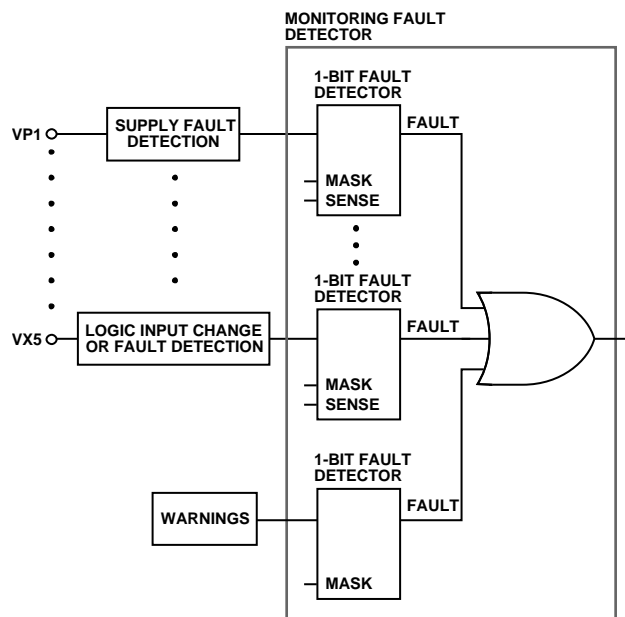 MONITORING FAULT
DETECTOR
1-BIT FAULT
DETECTOR
VP1
SUPPLY FAULT
DETECTION
FAULT
MASK
SENSE
1-BIT FAULT
DETECTOR
VX5
LOGIC INPUT CHANGE
OR FAULT DETECTION
FAULT
MASK
SENSE
1-BIT FAULT
DETECTOR
WARNINGS
FAULT
MASK